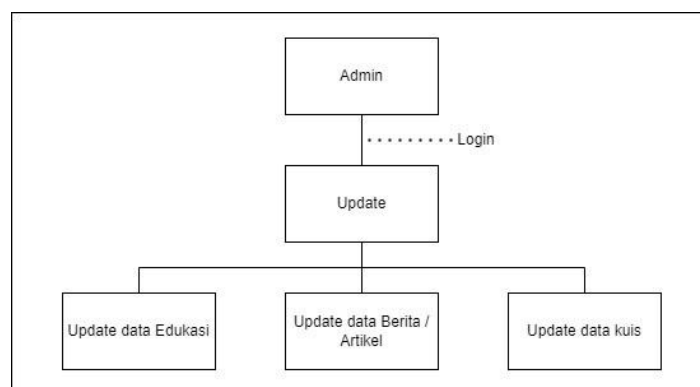 Admin
Login
Update
Update data Edukasi
Update data Berita /
Artikel
Update data kuis